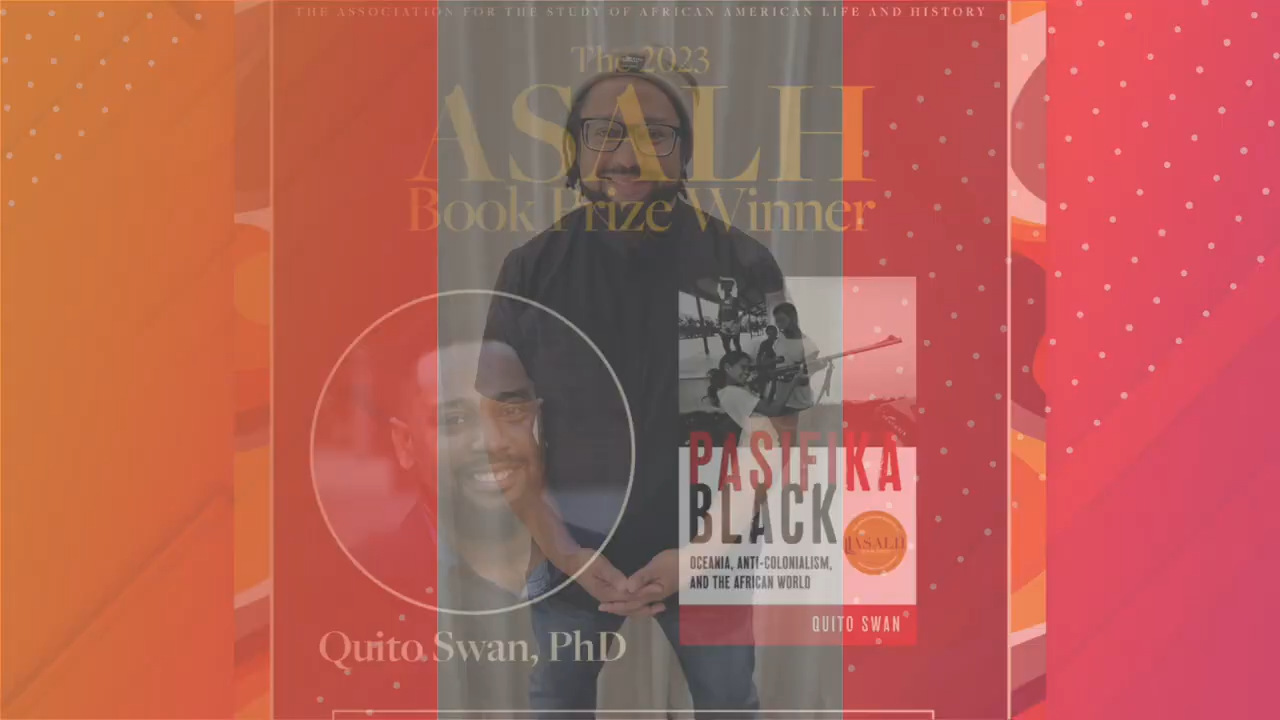 THE ASSOCIATION FOR THE STUDY OF AFRICAN AMERICAN LIFE AND HISTORY
The 2023
ASALH
Book Prize Winner
PASIFIKA
BLACK
ASALH
OCEANIA, ANTI-COLONIALISM,
AND THE AFRICAN WORLD
QUITO SWAN
Quito Swan, PhD